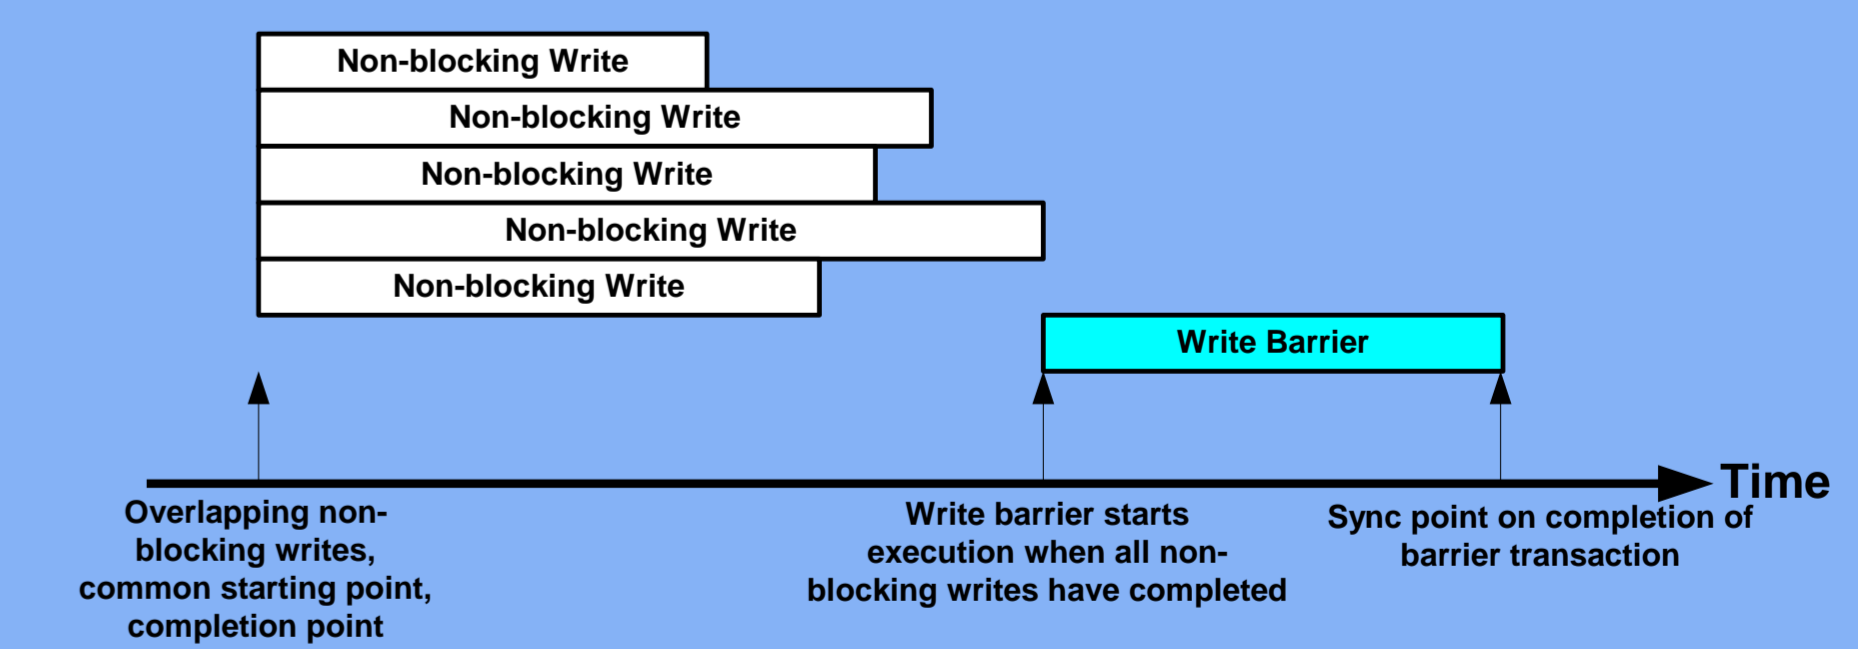 Non-blocking Write
Non-blocking Write
Non-blocking Write
Non-blocking Write
Non-blocking Write
Write Barrier
Time
Overlapping non-
blocking writes,
common starting point,
completion point
Write barrier starts
execution when all non-
blocking writes have completed
Sync point on completion of
barrier transaction